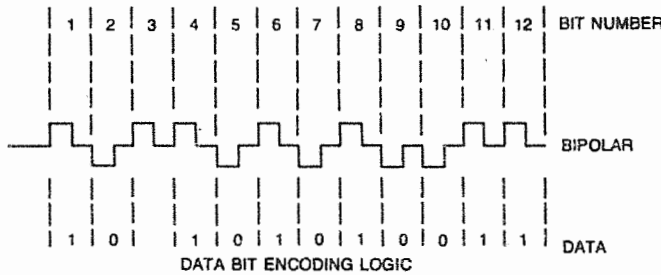 1 2 3 4 5 6 7 8 9 10 11 12 BIT NUMBER
BIPOLAR
1 0 1 0 1 0 1 0 0 1 1 DATA
DATA BIT ENCODING LOGIC